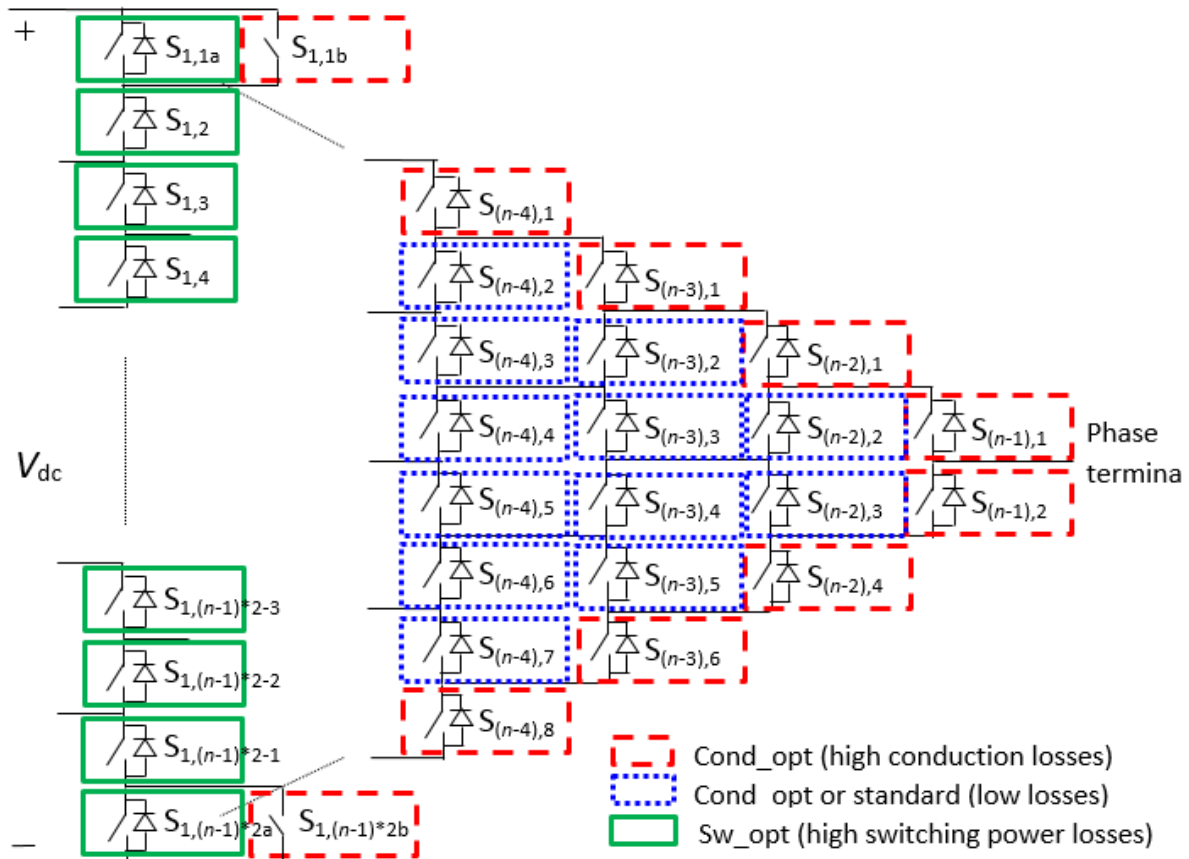 +
S1,1a
S1,1b
S1,2
S1,3
S1,4
S(n-4),1
S(n-4),2
S(n-3),1
S(n-4),3
S(n-3),2
S(n-2),1
S(n-4),4
S(n-3),3
S(n-2),2
S(n-1),1
Phase
termina
Vdc
S(n-4),5
S(n-3),4
S(n-2),3
S(n-1),2
S(n-4),6
S(n-3),5
S(n-2),4
S1,(n-1)*2-3
S(n-4),7
S(n-3),6
S1,(n-1)*2-2
S(n-4),8
S1,(n-1)*2-1
S1,(n-1)*2a
S1,(n-1)*2b
−
Cond_opt (high conduction losses)
Cond_opt or standard (low losses)
Sw_opt (high switching power losses)